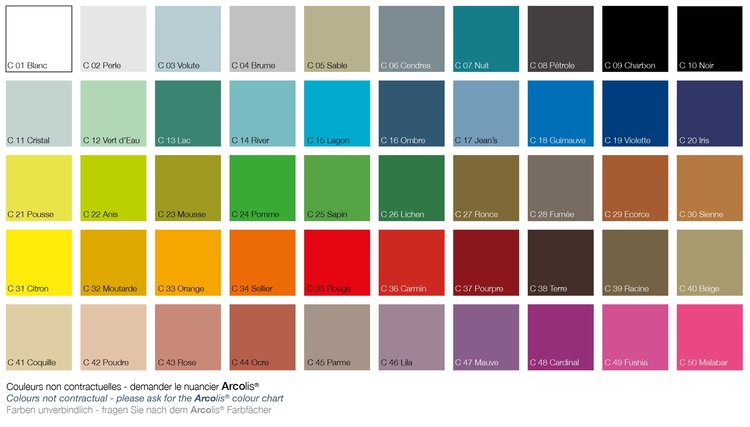 C 01 Blanc C 02 Perle C 03 Volute C 04 Brume C 05 Sable C 06 Cendres C 07 Nuit C 08 Pétrole C 09 Charbon C 10 Noir
C 11 Cristal C 12 Vert d'Eau C 13 Lac C 14 River C 15 Lagon C 16 Ombre C 17 Jean's C 18 Guimauve C 19 Violette C 20 Iris
C 21 Pousse C 22 Anis C 23 Mousse C 24 Pomme C 25 Sapin C 26 Lichen C 27 Ronce C 28 Fumée C 29 Ecorce C 30 Sienne
C 31 Citron C 32 Moutarde C 33 Orange C 34 Sellier C 35 Rouge C 36 Carmin C 37 Pourpre C 38 Terre C 39 Racine C 40 Beige
C 41 Coquille C 42 Poudre C 43 Rose C 44 Ocre C 45 Parme C 46 Lila C 47 Mauve C 48 Cardinal C 49 Fushia C 50 Malabar
Couleurs non contractuelles - demander le nuancier Arcolis®
Colours not contractual - please ask for the Arcolis® colour chart
Farben unverbindlich - fragen Sie nach dem Arcolis® Farbfächer